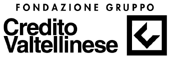 FONDAZIONE GRUPPO
Credito
Valtellinese